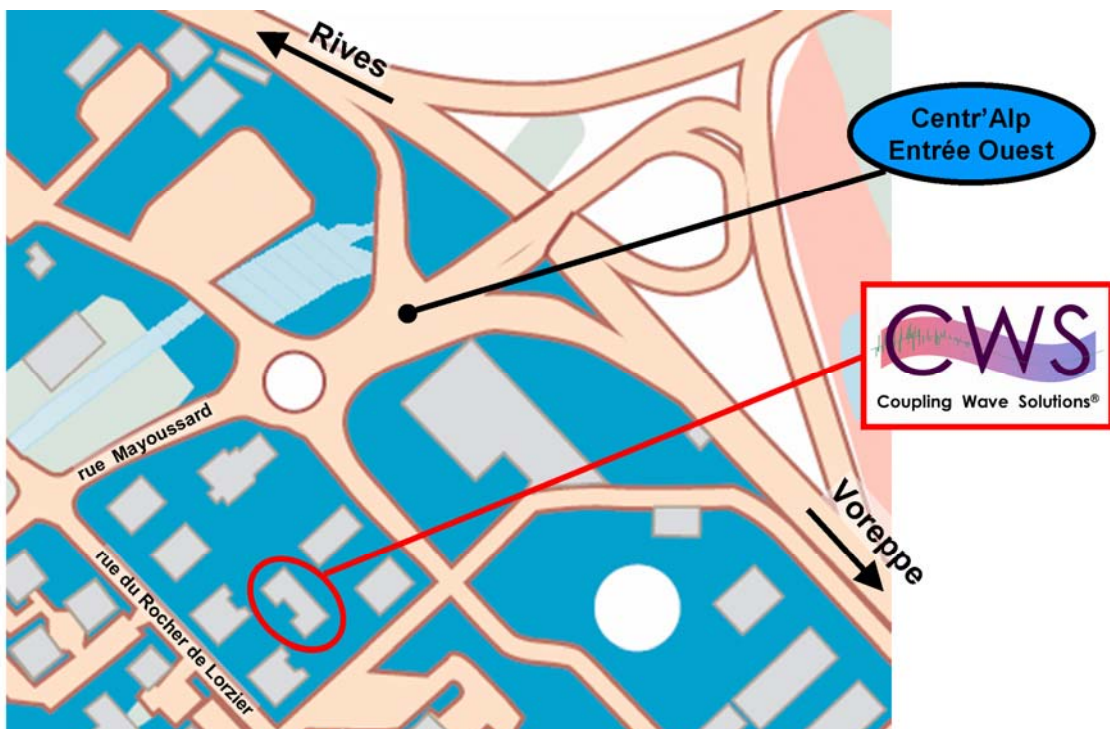 Rives
Centr'Alp
Entrée Ouest
CWS
Coupling Wave Solutions®
rue Mayoussard
Voreppe
rue du Rocher de Lorzier